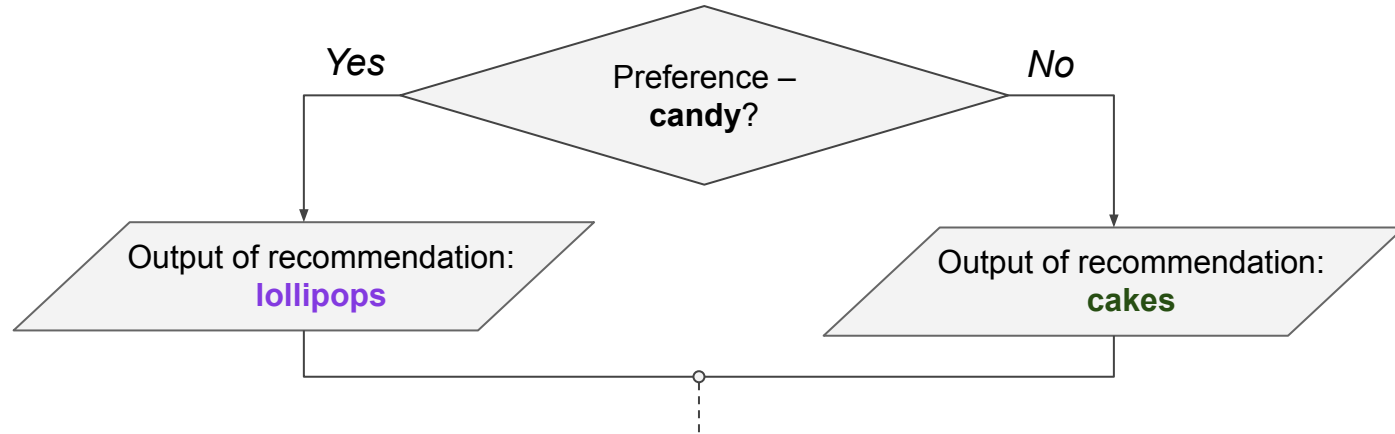 Yes
Preference –
candy?
No
Output of recommendation:
lollipops
Output of recommendation:
cakes